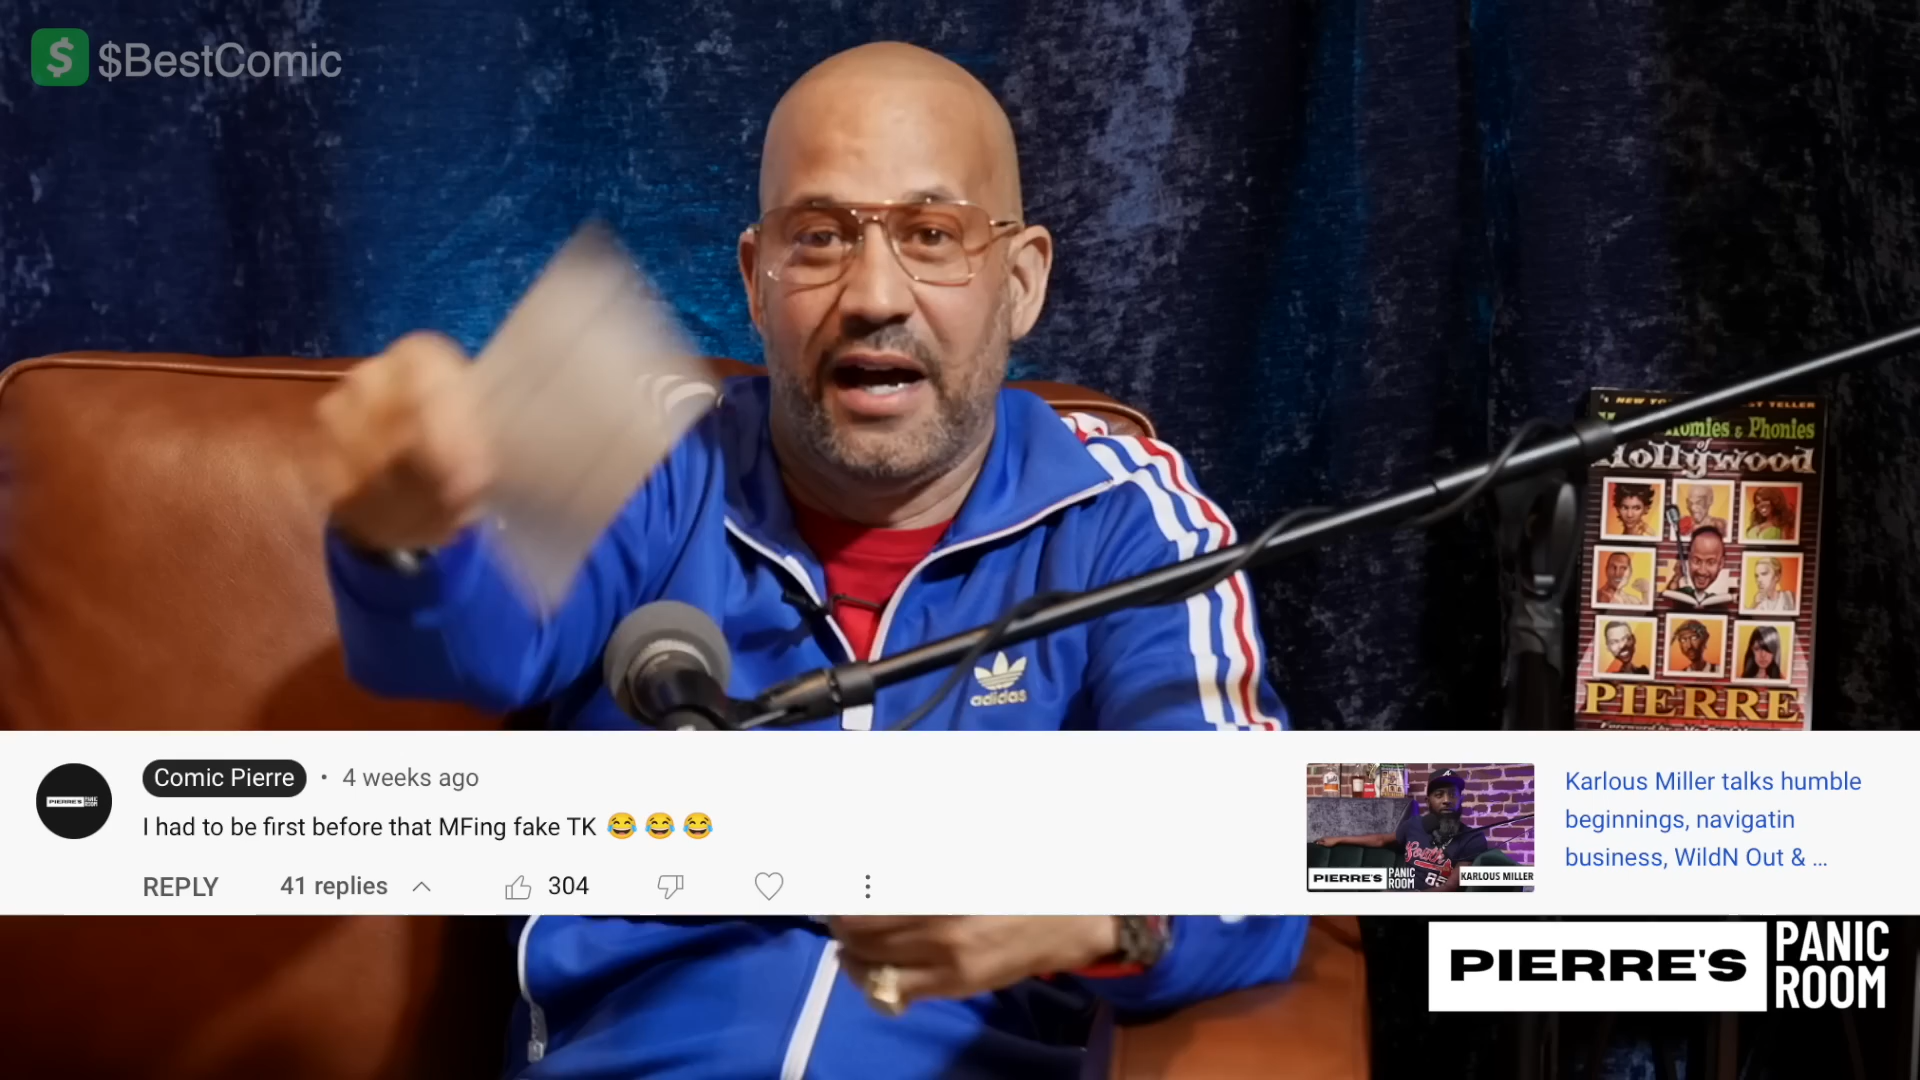 $BestComic
Homies & Phonies
of
Hollywood
PIERRE
adidas
Comic Pierre • 4 weeks ago
I had to be first before that MFing fake TK 😂 😂 😂
REPLY 41 replies 304
PIERRE'S PANIC ROOM
KARLOUS MILLER
Karlous Miller talks humble
beginnings, navigatin
business, WildN Out & ...
PIERRE'S
PANIC
ROOM